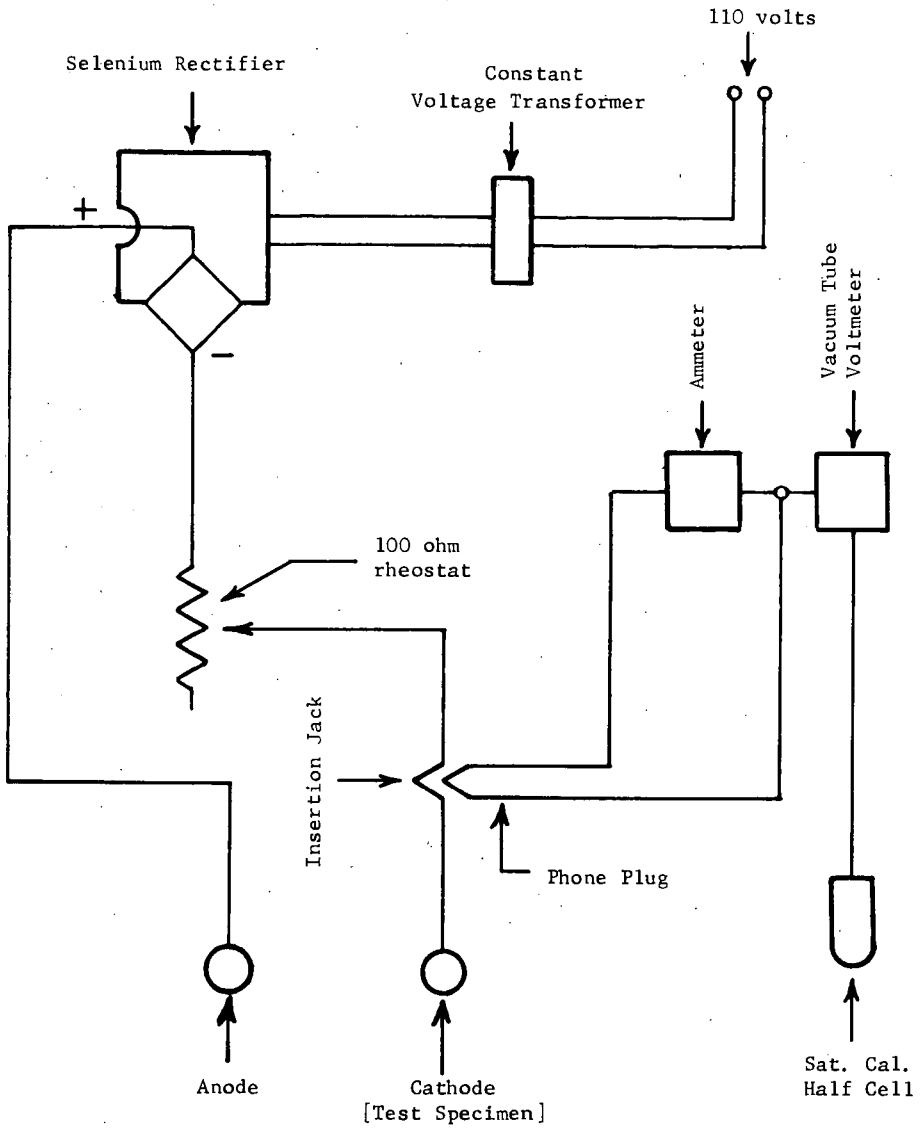 110 volts
Selenium Rectifier
Constant
Voltage Transformer
+
−
Ammeter
Vacuum Tube
Voltmeter
100 ohm
rheostat
Insertion Jack
Phone Plug
Anode
Cathode
[Test Specimen]
Sat. Cal.
Half Cell